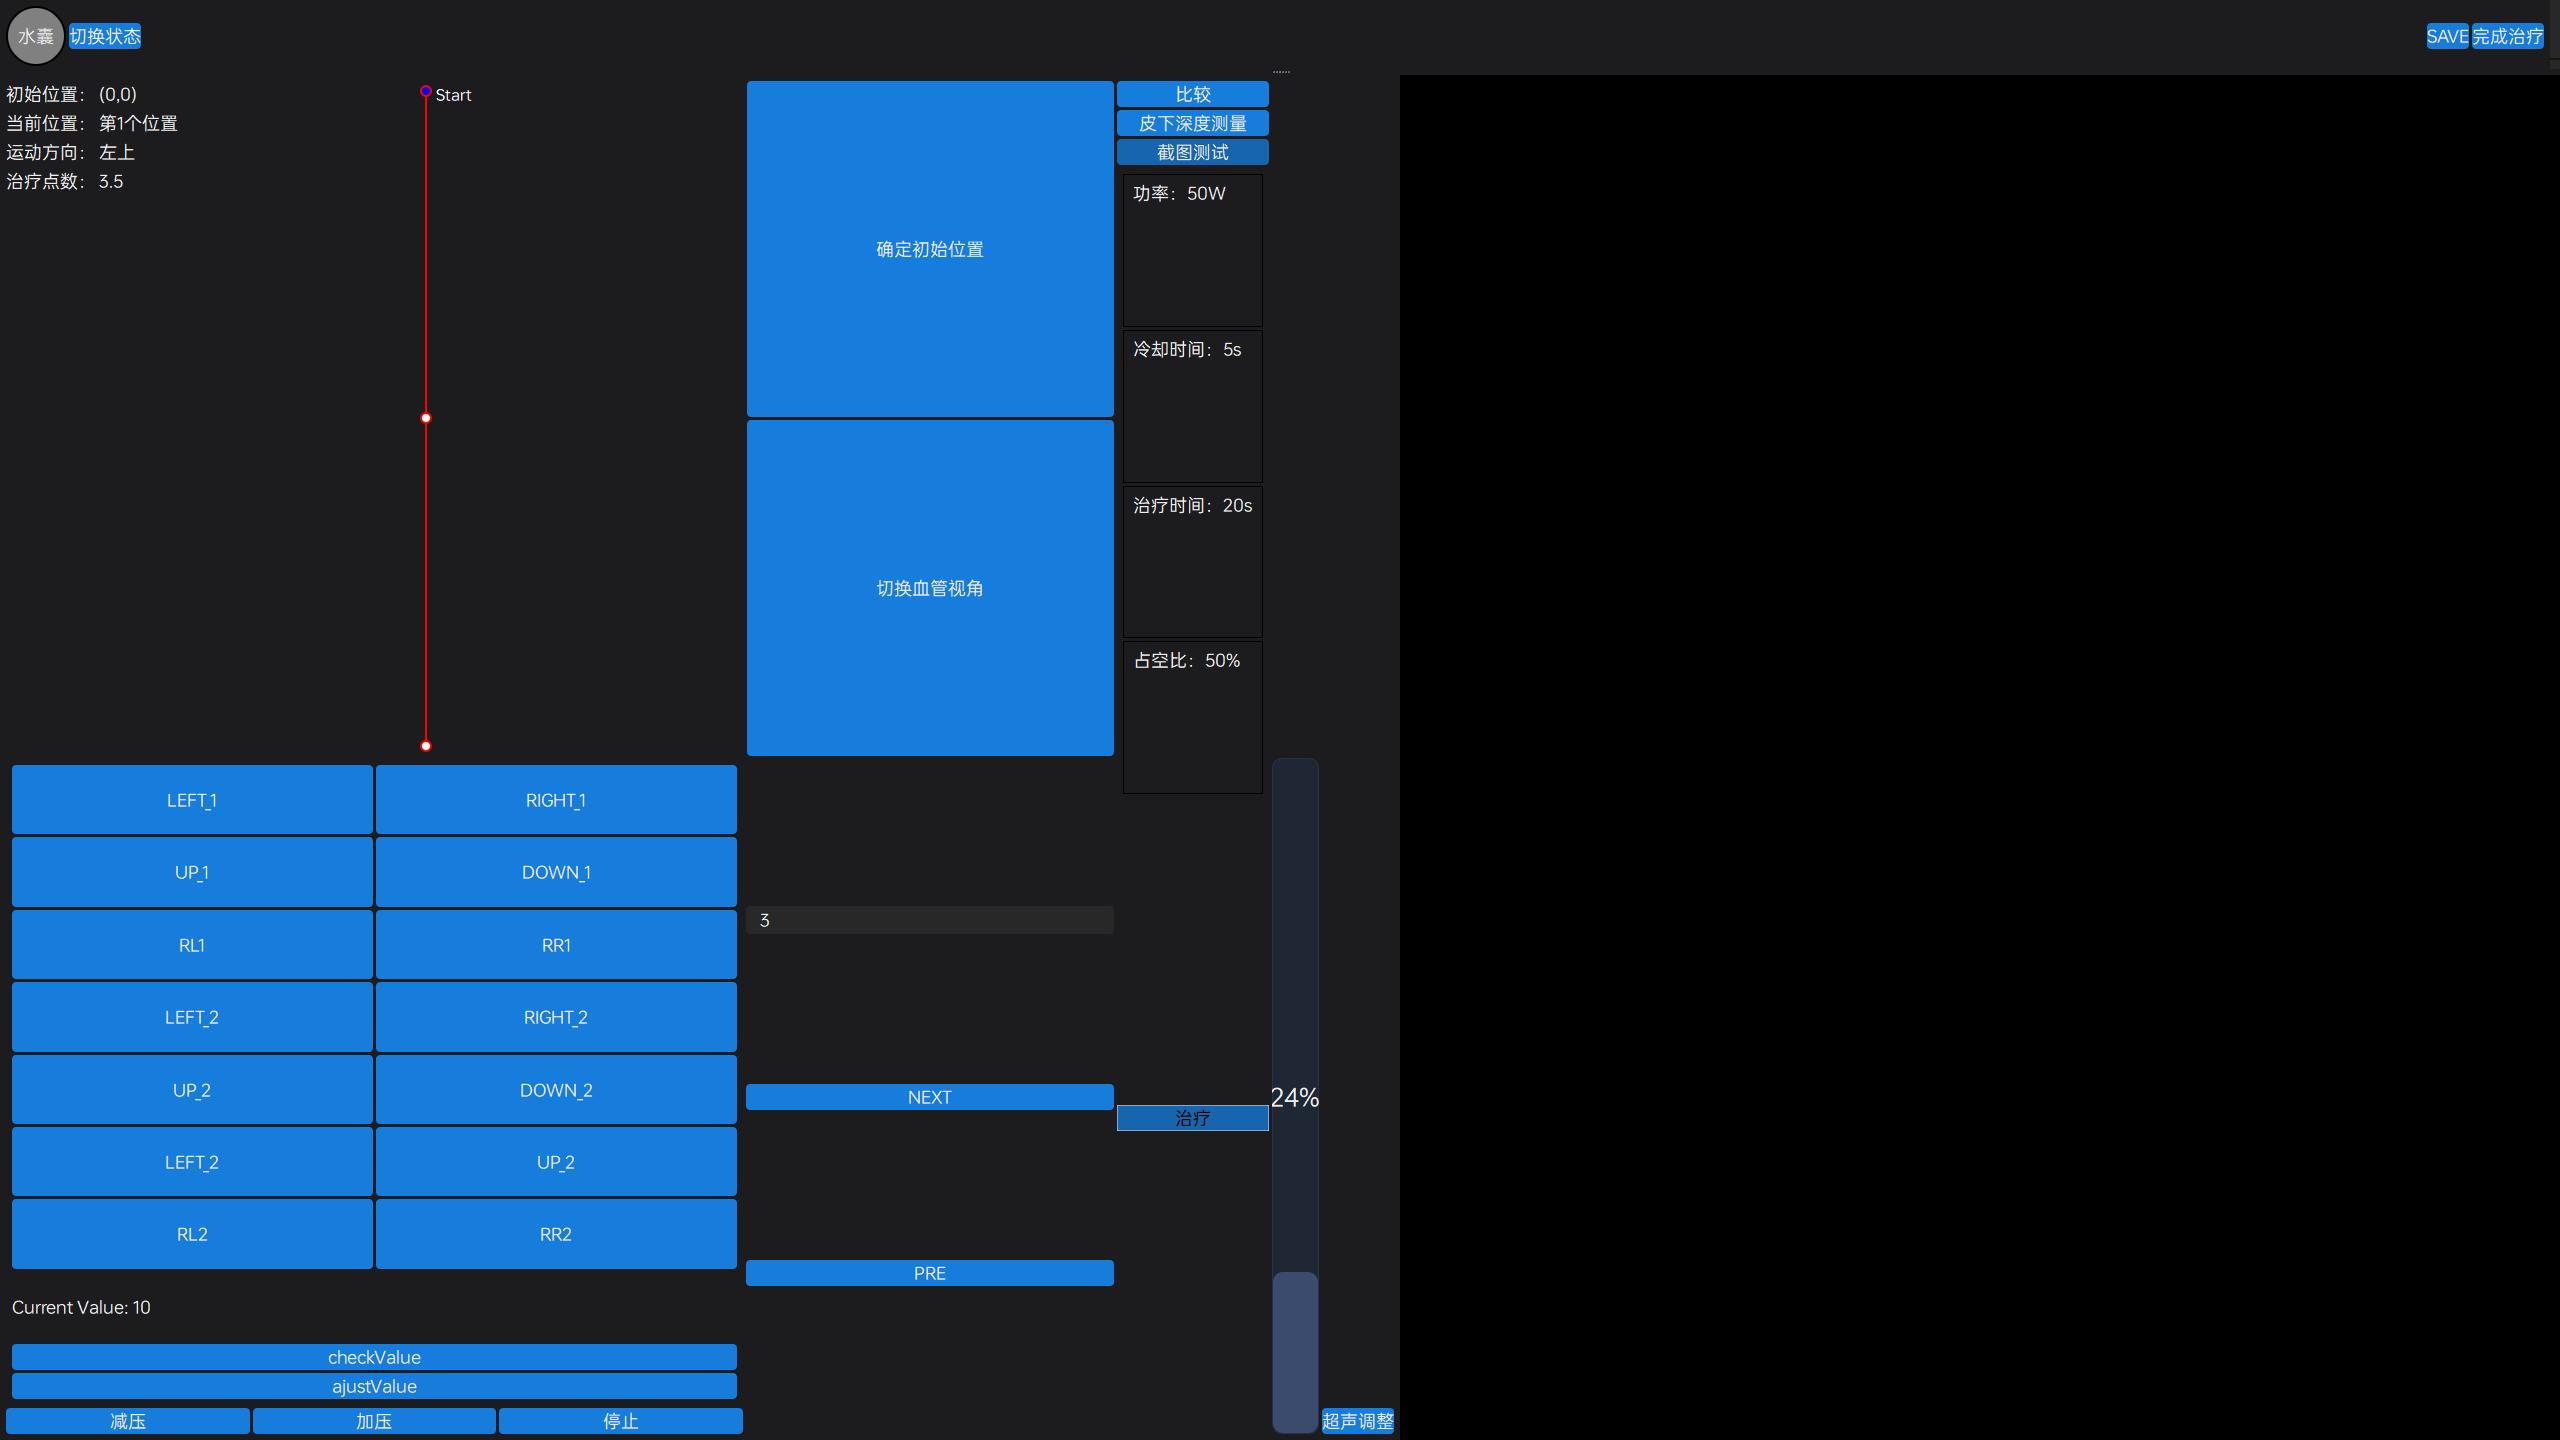 水囊 切换状态 SAVE 完成治疗
......
初始位置： (0,0)
当前位置： 第1个位置
运动方向： 左上
治疗点数： 3.5
Start
确定初始位置
切换血管视角
比较
皮下深度测量
截图测试
功率：50W
冷却时间：5s
治疗时间：20s
占空比：50%
LEFT_1 RIGHT_1
UP_1 DOWN_1
RL1 RR1
LEFT_2 RIGHT_2
UP_2 DOWN_2
LEFT_2 UP_2
RL2 RR2
3
NEXT
PRE
治疗
24%
Current Value: 10
checkValue
ajustValue
减压 加压 停止
超声调整